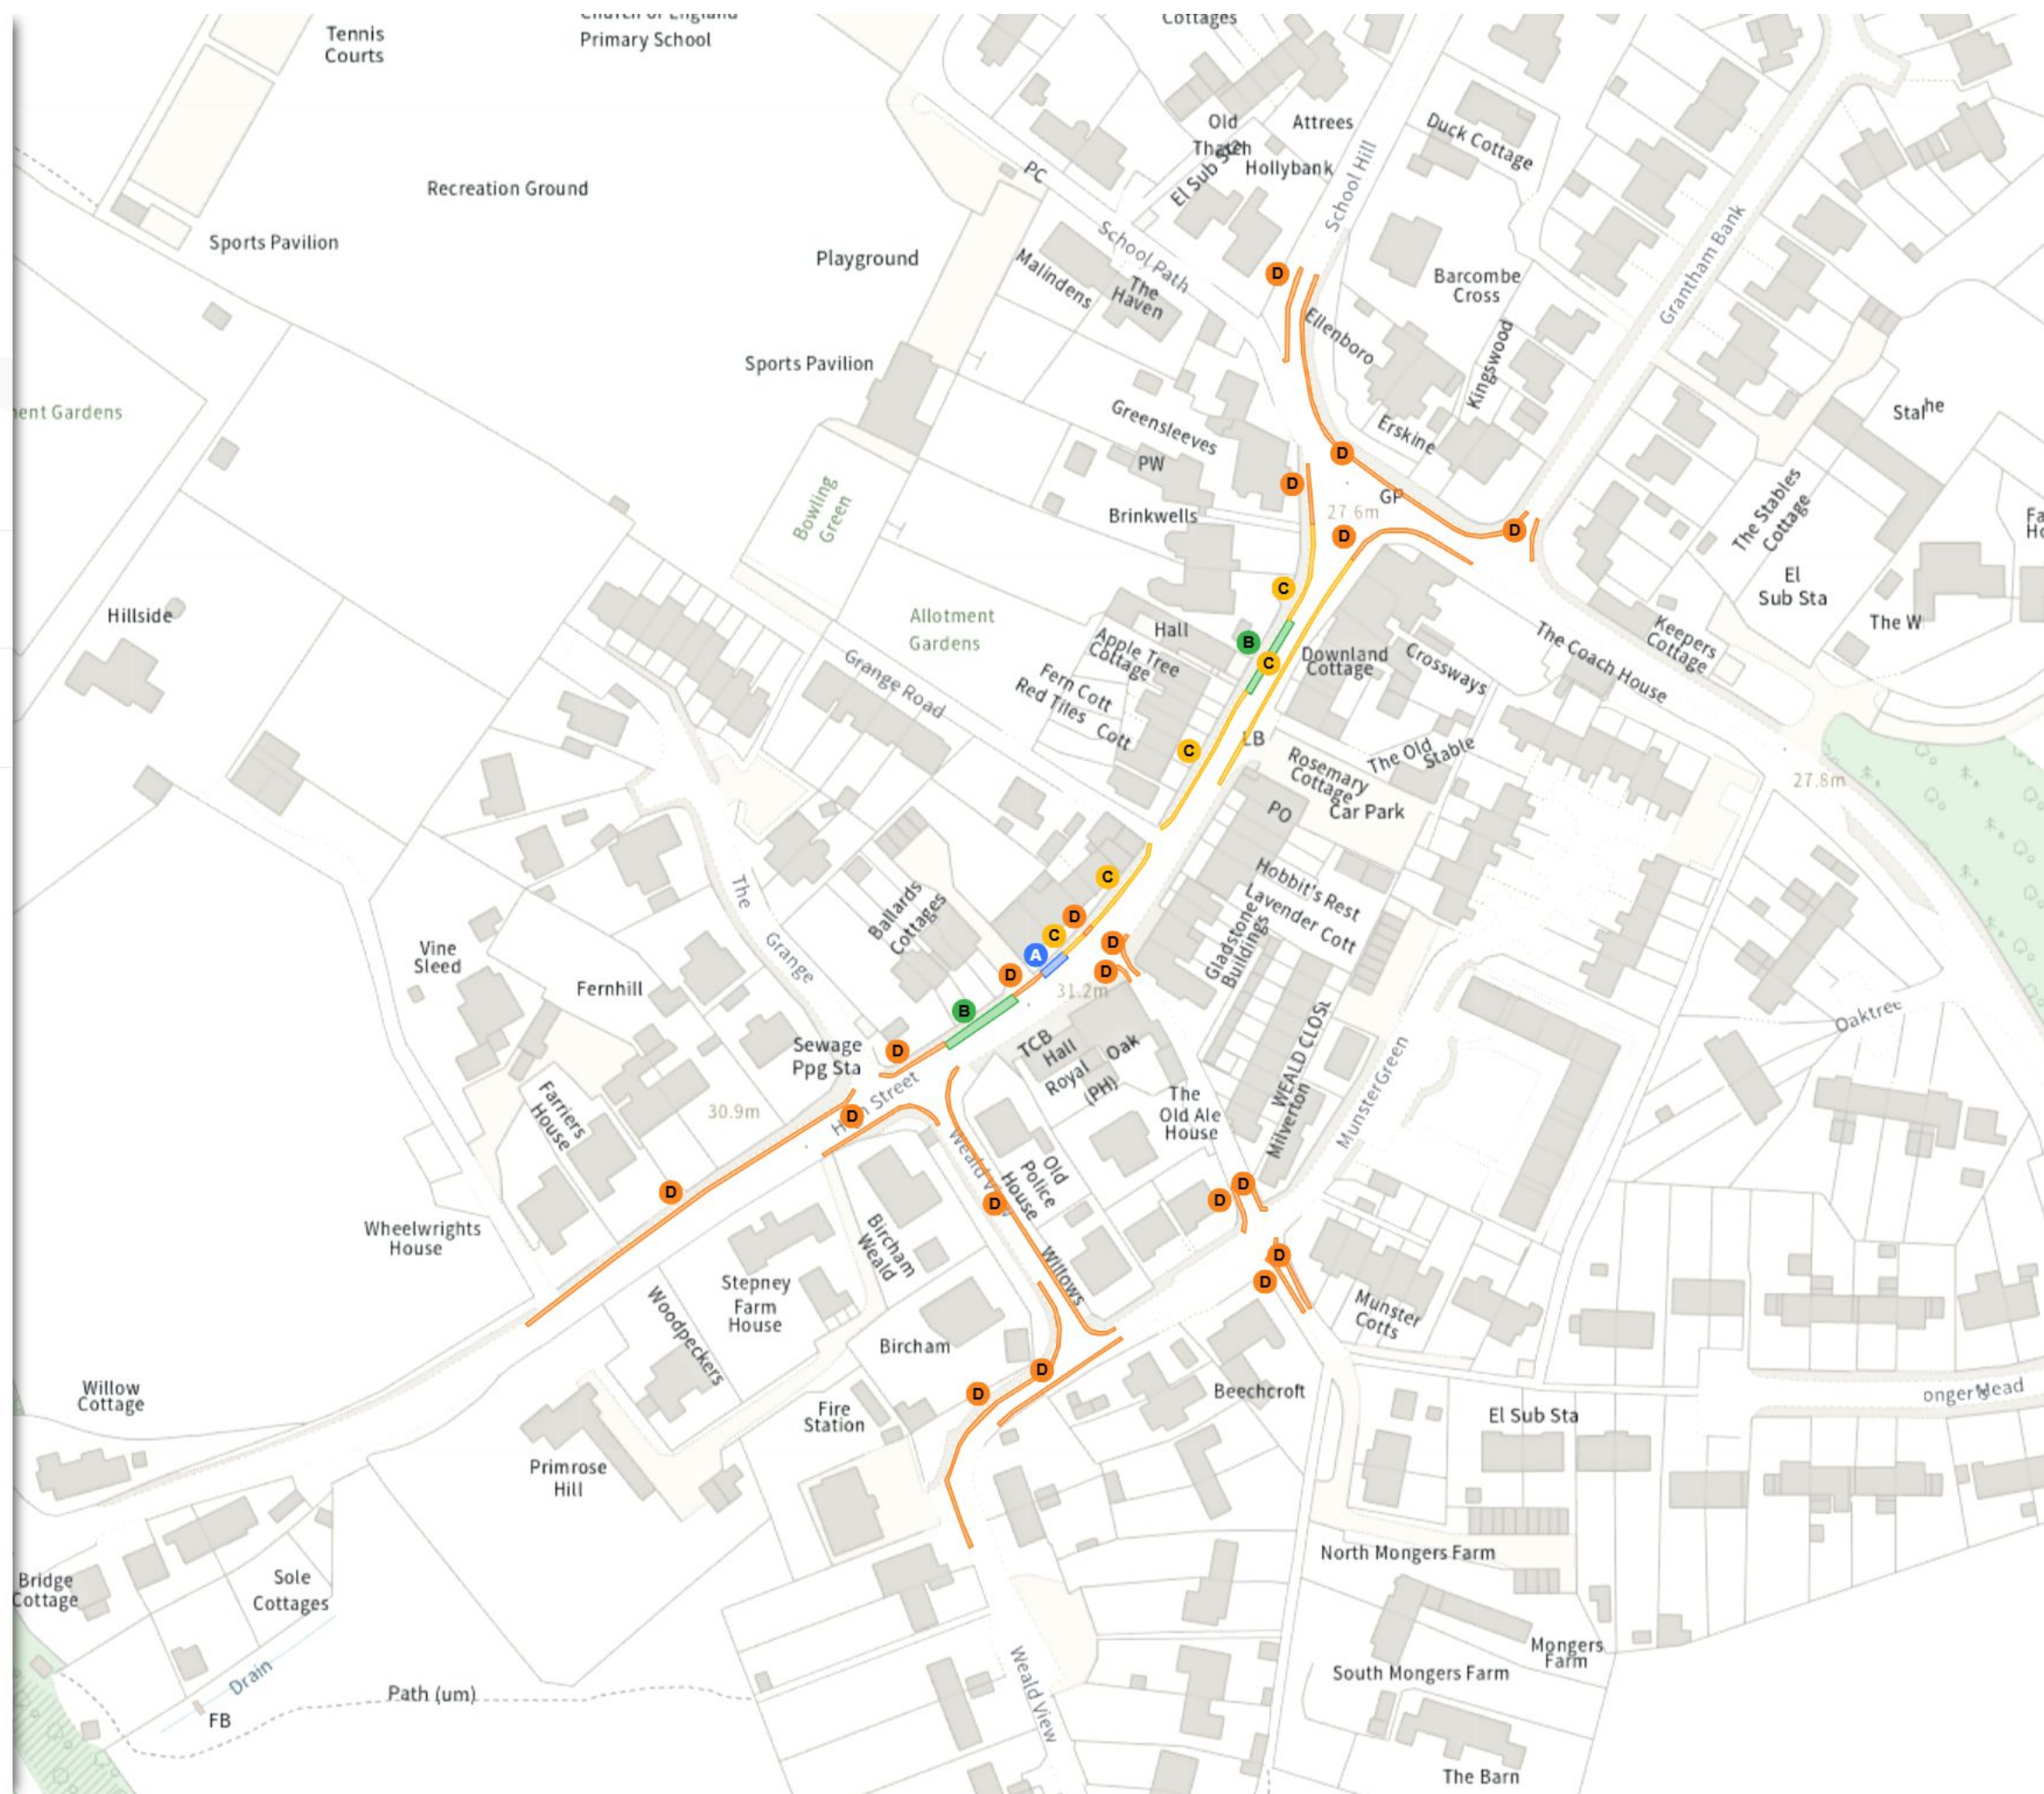 Church of England
Primary School
Tennis
Courts
Cottages
Old
Thatch
Attrees
Duck Cottage
El Sub Sta
Hollybank
School Hill
PC
Recreation Ground
Sports Pavilion
School Path
Playground
Malindens
The
Haven
D
Barcombe
Cross
Grantham Bank
Ellenboro
Kingswood
Sports Pavilion
Greensleeves
Erskine
D
PW
D
GP
27.6m
Bowling
Green
Brinkwells
D
D
The Stables
Cottage
El
Sub Sta
Hillside
C
Allotment
Gardens
Hall
B
C
Apple Tree
Cottage
Fern Cott
Red Tiles
Cott
Downland
Cottage
Crossways
The Coach House
Keepers
Cottage
The W
Grange Road
C
LB
Rosemary
Cottage
The Old
Stable
27.8m
PO
Car Park
Hobbit's Rest
Lavender Cott
Gladstone
Buildings
The
Grange
Ballards
Cottages
C
D
C
A
D
D
D
31.2m
B
Vine
Sleed
Fernhill
Sewage
Ppg Sta
D
TCB
Hall
Royal
Oak
(PH)
WEALD CLOSE
Milverton
MunsterGreen
Oaktree
Farriers
House
30.9m
D
Street
The
Old Ale
House
Old
Police
House
D
D
D
D
Wheelwrights
House
Bircham
Weald
Willows
D
D
Stepney
Farm
House
Woodpeckers
Bircham
Munster
Cotts
D
D
Beechcroft
Mead
Willow
Cottage
Fire
Station
El Sub Sta
Primrose
Hill
North Mongers Farm
Bridge
Cottage
Sole
Cottages
Mongers
Farm
South Mongers Farm
Weald View
Drain
Path (um)
FB
The Barn